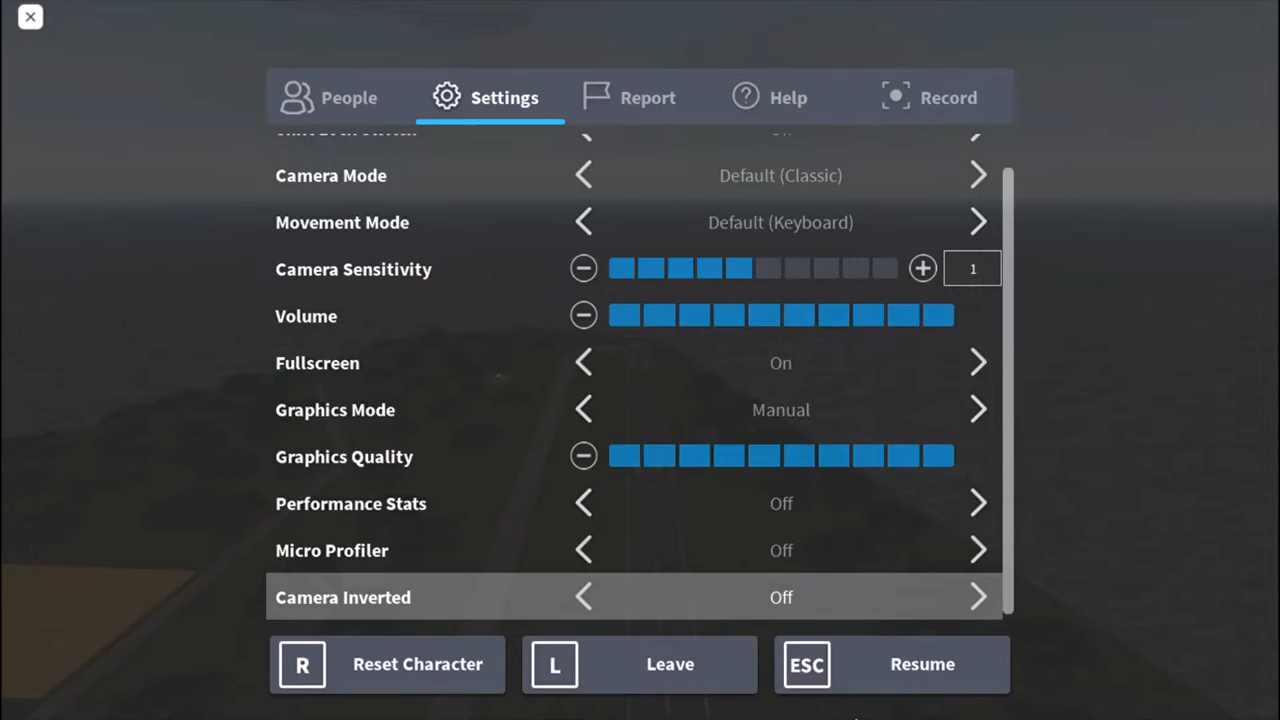 People Settings Report Help Record
Camera Mode Default (Classic)
Movement Mode Default (Keyboard)
Camera Sensitivity 1
Volume
Fullscreen On
Graphics Mode Manual
Graphics Quality
Performance Stats Off
Micro Profiler Off
Camera Inverted Off
R Reset Character L Leave ESC Resume